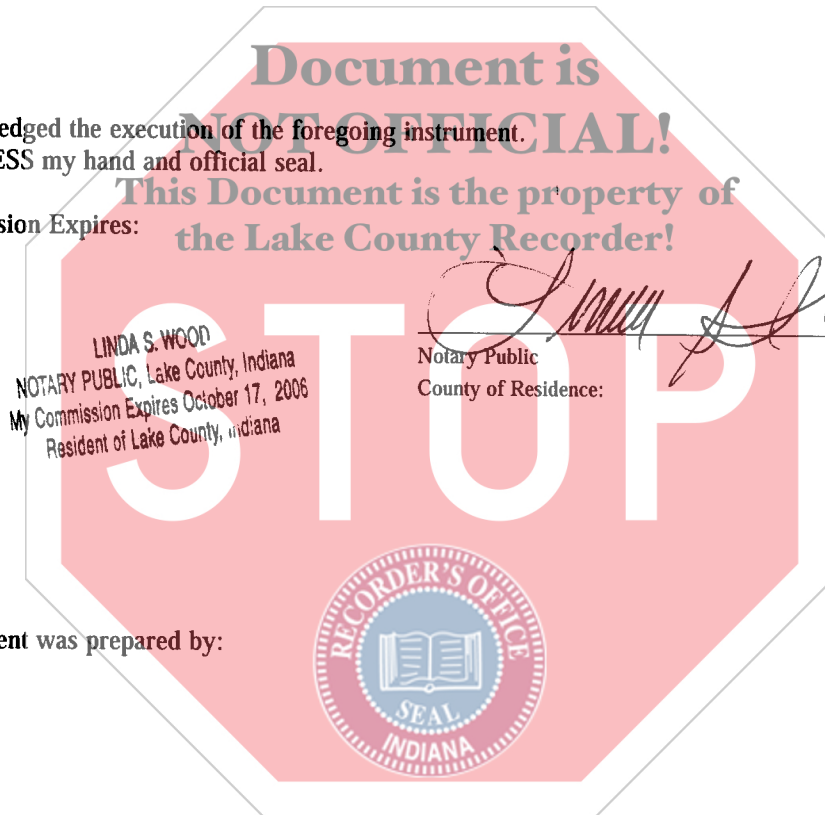 Document is
NOT OFFICIAL!
This Document is the property of
the Lake County Recorder!
edged the execution of the foregoing instrument.
ESS my hand and official seal.
sion Expires:
LINDA S. WOOD
NOTARY PUBLIC, Lake County, Indiana
My Commission Expires October 17, 2006
Resident of Lake County, Indiana
Notary Public
County of Residence:
STOP
ent was prepared by:
RECORDER'S OFFICE
SEAL
INDIANA